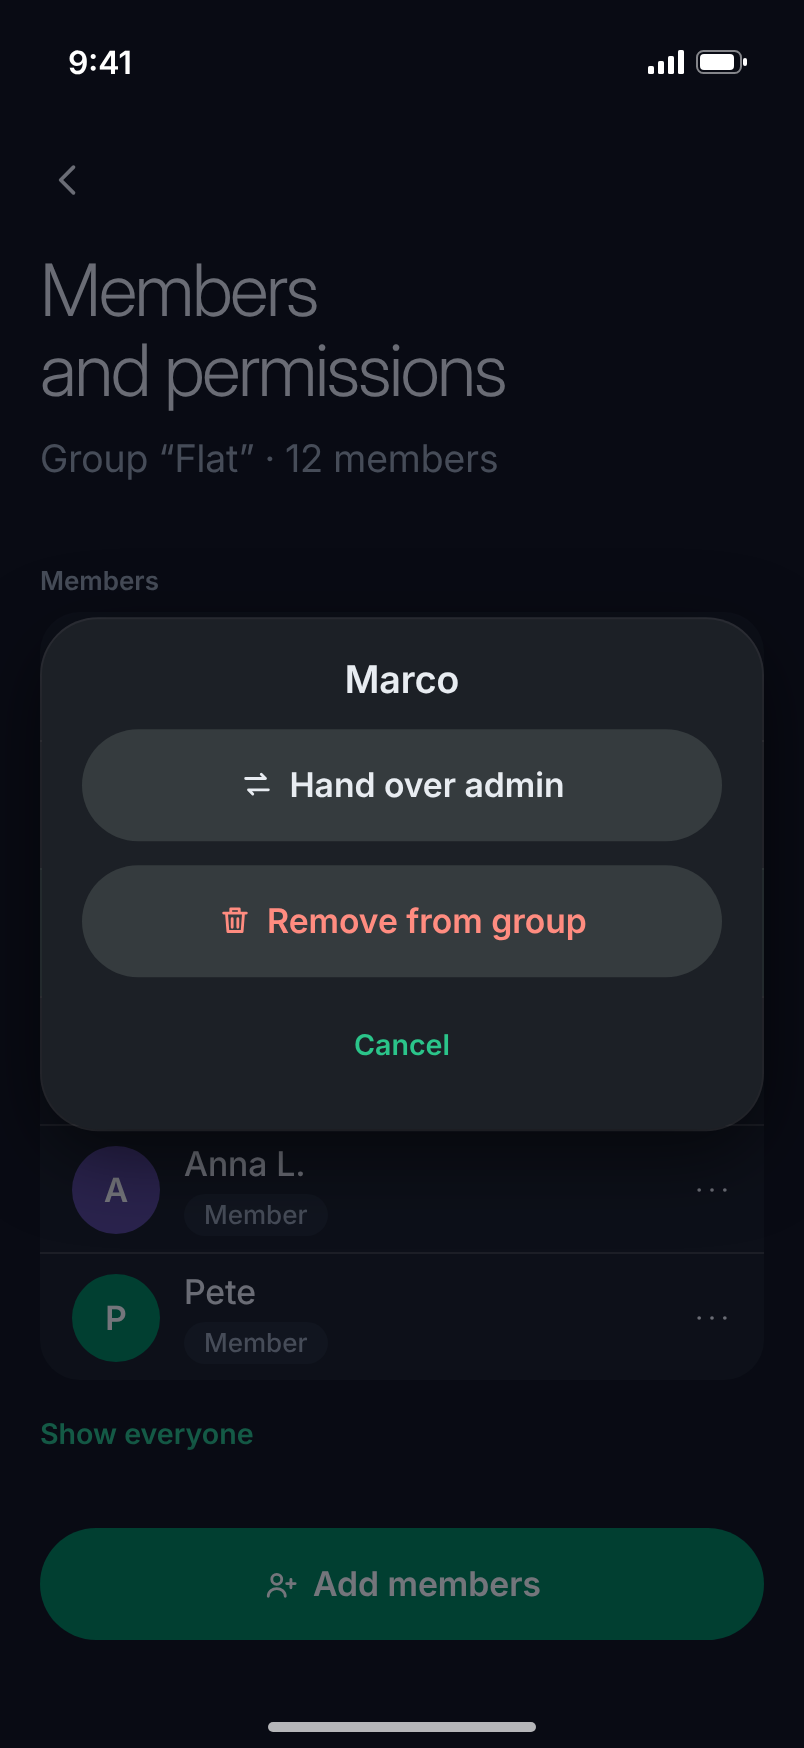 9:41
Members
and permissions
Group “Flat” · 12 members
Members
Marco
Hand over admin
Remove from group
Cancel
A
Anna L.
Member
P
Pete
Member
Show everyone
Add members